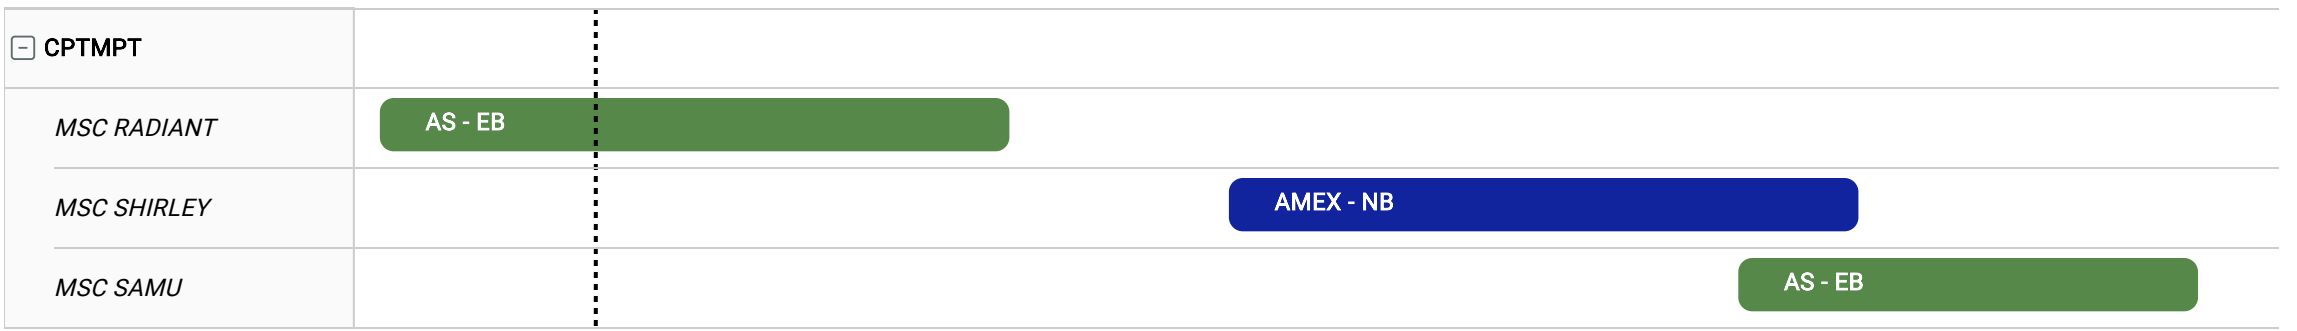 CPTMPT
MSC RADIANT
AS - EB
MSC SHIRLEY
AMEX - NB
MSC SAMU
AS - EB